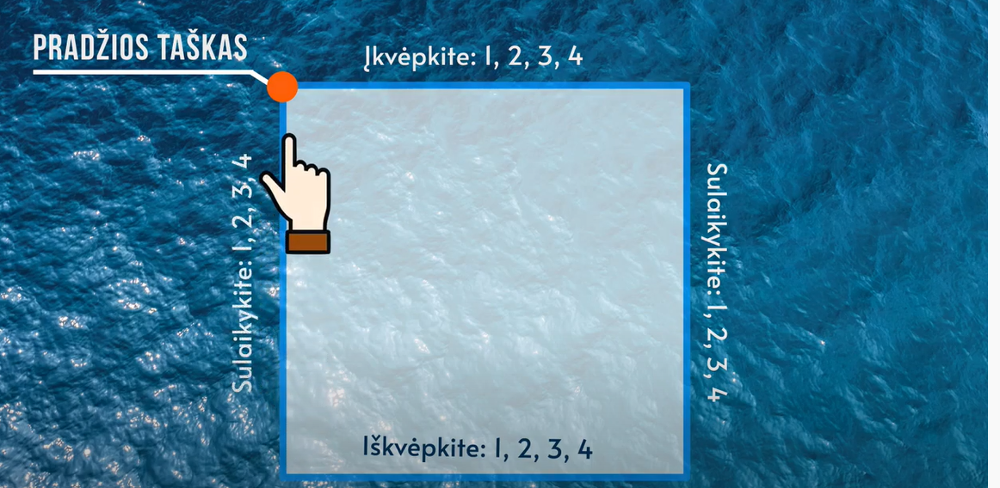 PRADŽIOS TAŠKAS
Įkvėpkite: 1, 2, 3, 4
Sulaikykite: 1, 2, 3, 4
Sulaikykite: 1, 2, 3, 4
Iškvėpkite: 1, 2, 3, 4